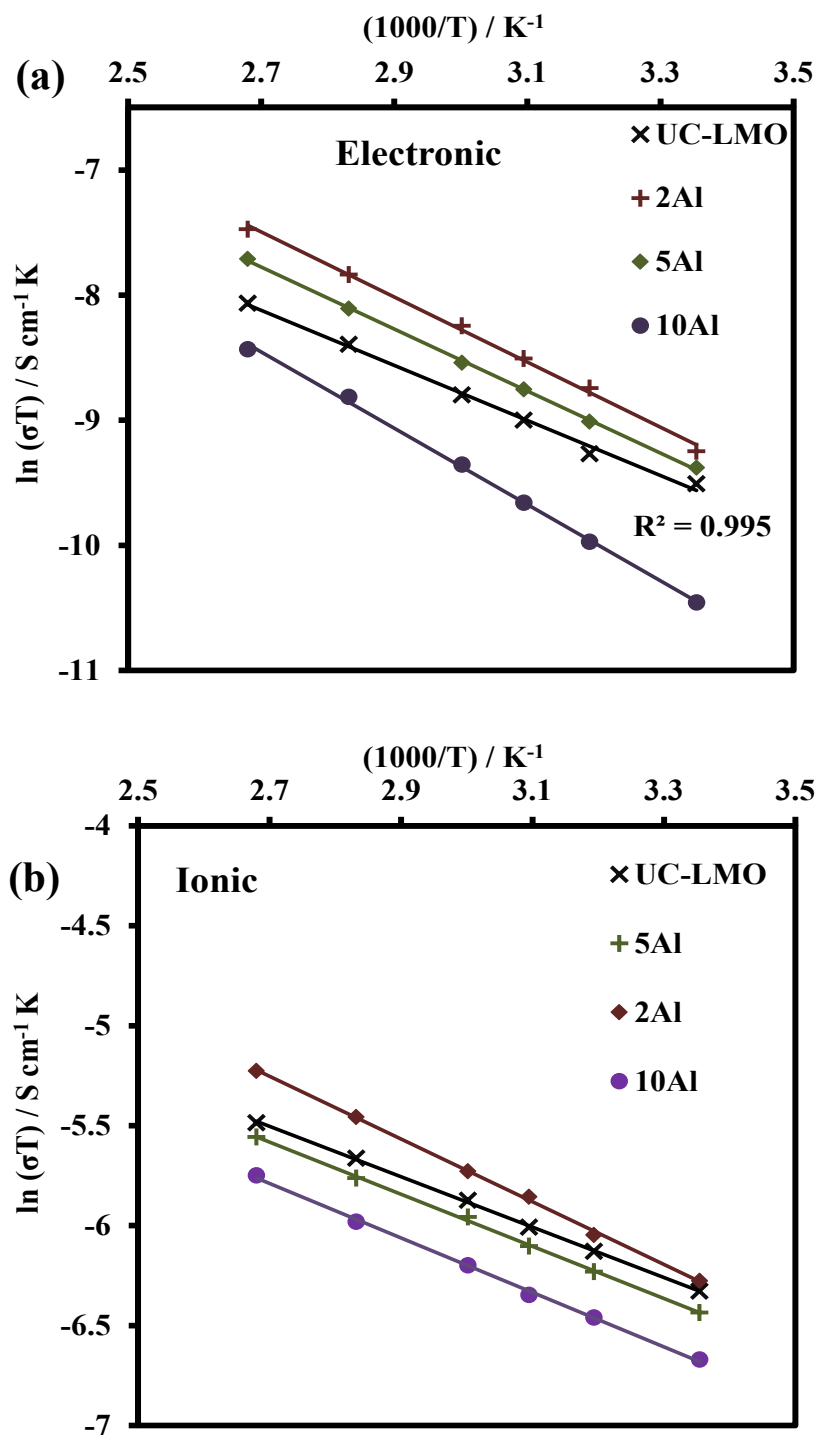 (1000/T) / K⁻¹
(a)
2.5 2.7 2.9 3.1 3.3 3.5
UC-LMO
Electronic
-7
2Al
5Al
-8
10Al
ln (σT) / S cm⁻¹ K
-9
R² = 0.995
-10
-11
(1000/T) / K⁻¹
2.5 2.7 2.9 3.1 3.3 3.5
-4
(b)
Ionic
UC-LMO
-4.5
5Al
-5
2Al
ln (σT) / S cm⁻¹ K
10Al
-5.5
-6
-6.5
-7